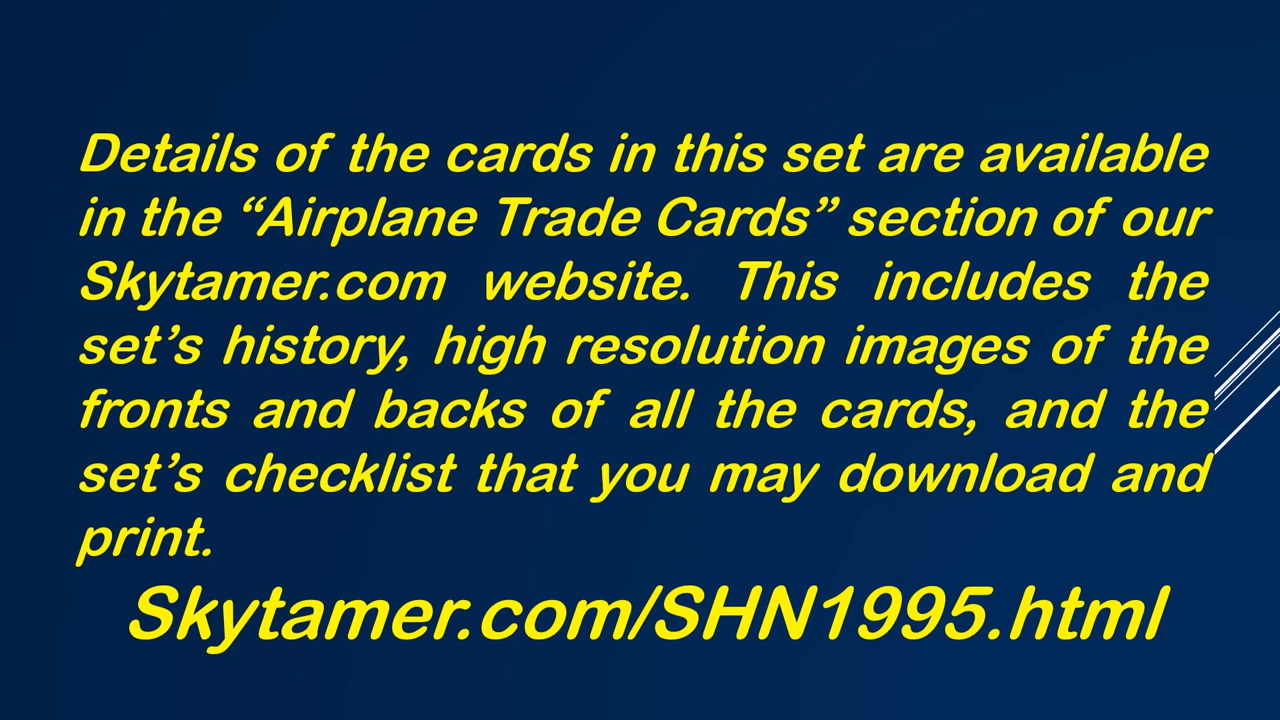 Details of the cards in this set are available
in the “Airplane Trade Cards” section of our
Skytamer.com website. This includes the
set’s history, high resolution images of the
fronts and backs of all the cards, and the
set’s checklist that you may download and
print.
Skytamer.com/SHN1995.html